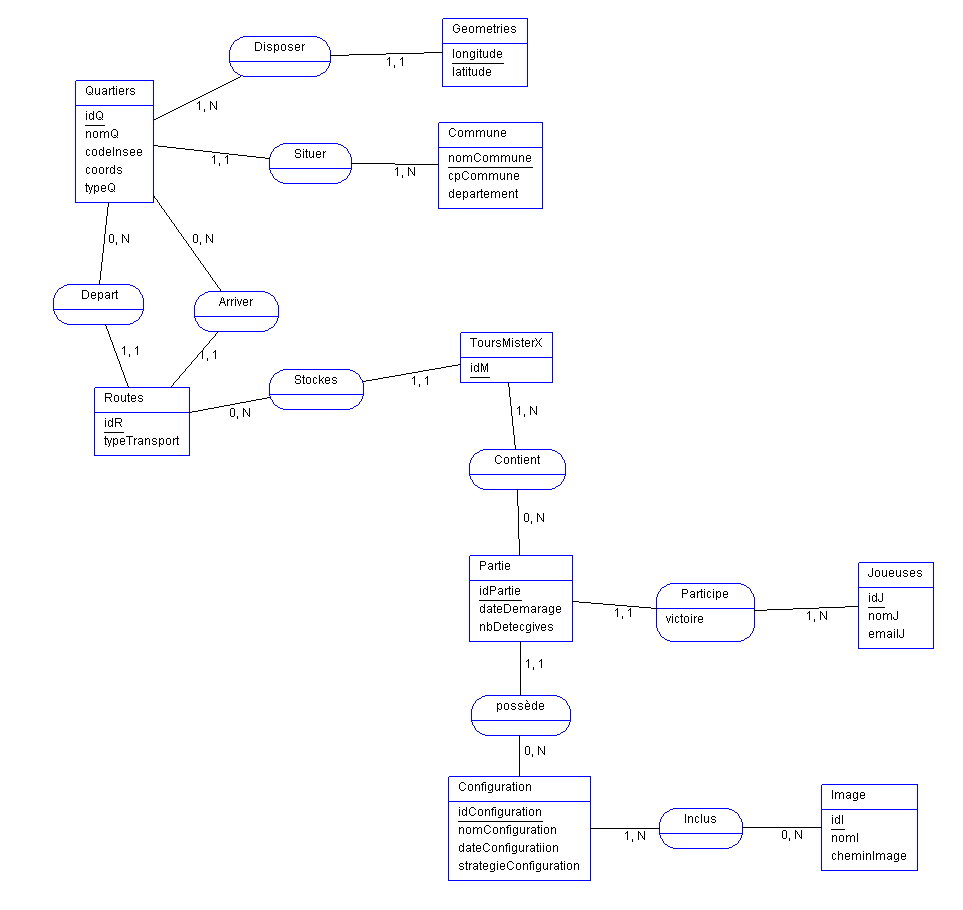 Geometries
longitude
latitude
Disposer
1, 1
1, N
Quartiers
idQ
nomQ
codeInsee
coords
typeQ
Commune
nomCommune
cpCommune
departement
Situer
1, 1
1, N
0, N
0, N
Depart
Arriver
1, 1
1, 1
Routes
idR
typeTransport
Stockes
0, N
1, 1
ToursMisterX
idM
1, N
Contient
0, N
Partie
idPartie
dateDemarage
nbDetecgives
1, 1
Participe
victoire
1, N
Joueuses
idJ
nomJ
emailJ
1, 1
possède
0, N
Configuration
idConfiguration
nomConfiguration
dateConfiguratiion
strategieConfiguration
1, N
Inclus
0, N
Image
idI
nomI
cheminImage